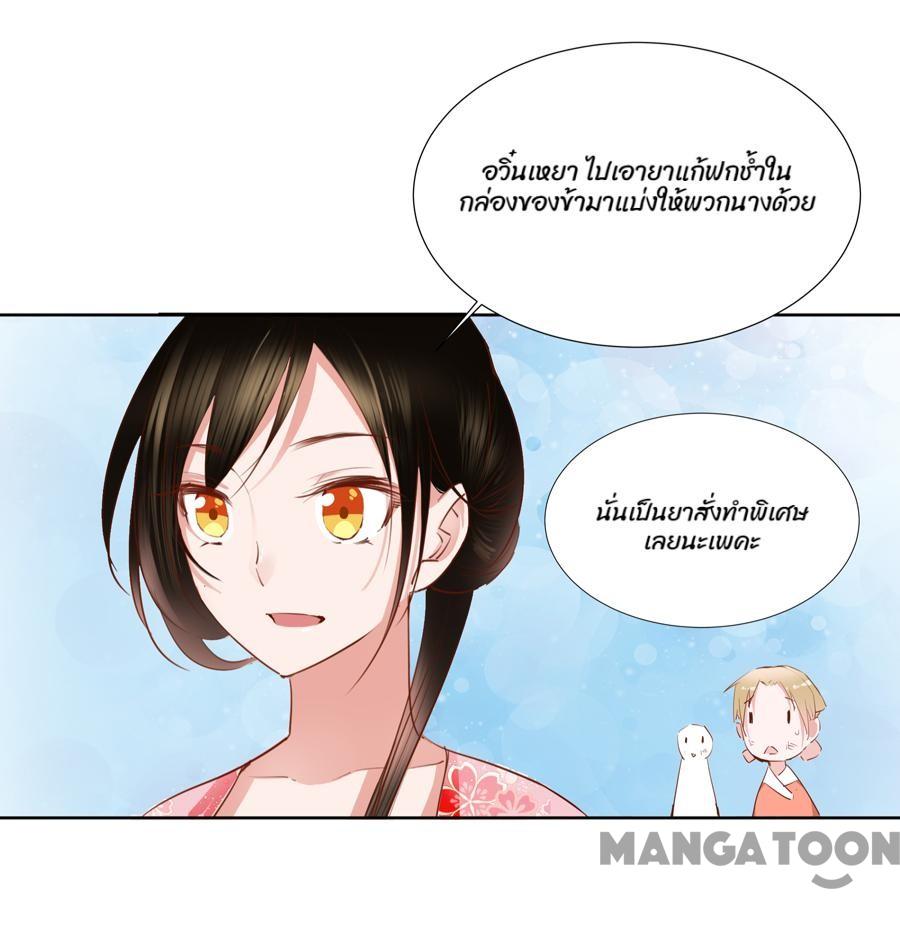 อวิ๋นเหยา ไปเอายาแก้ฟกช้ำใน
กล่องของข้ามาแบ่งให้พวกนางด้วย
นั่นเป็นยาสั่งทำพิเศษ
เลยนะเพคะ
MANGATOON